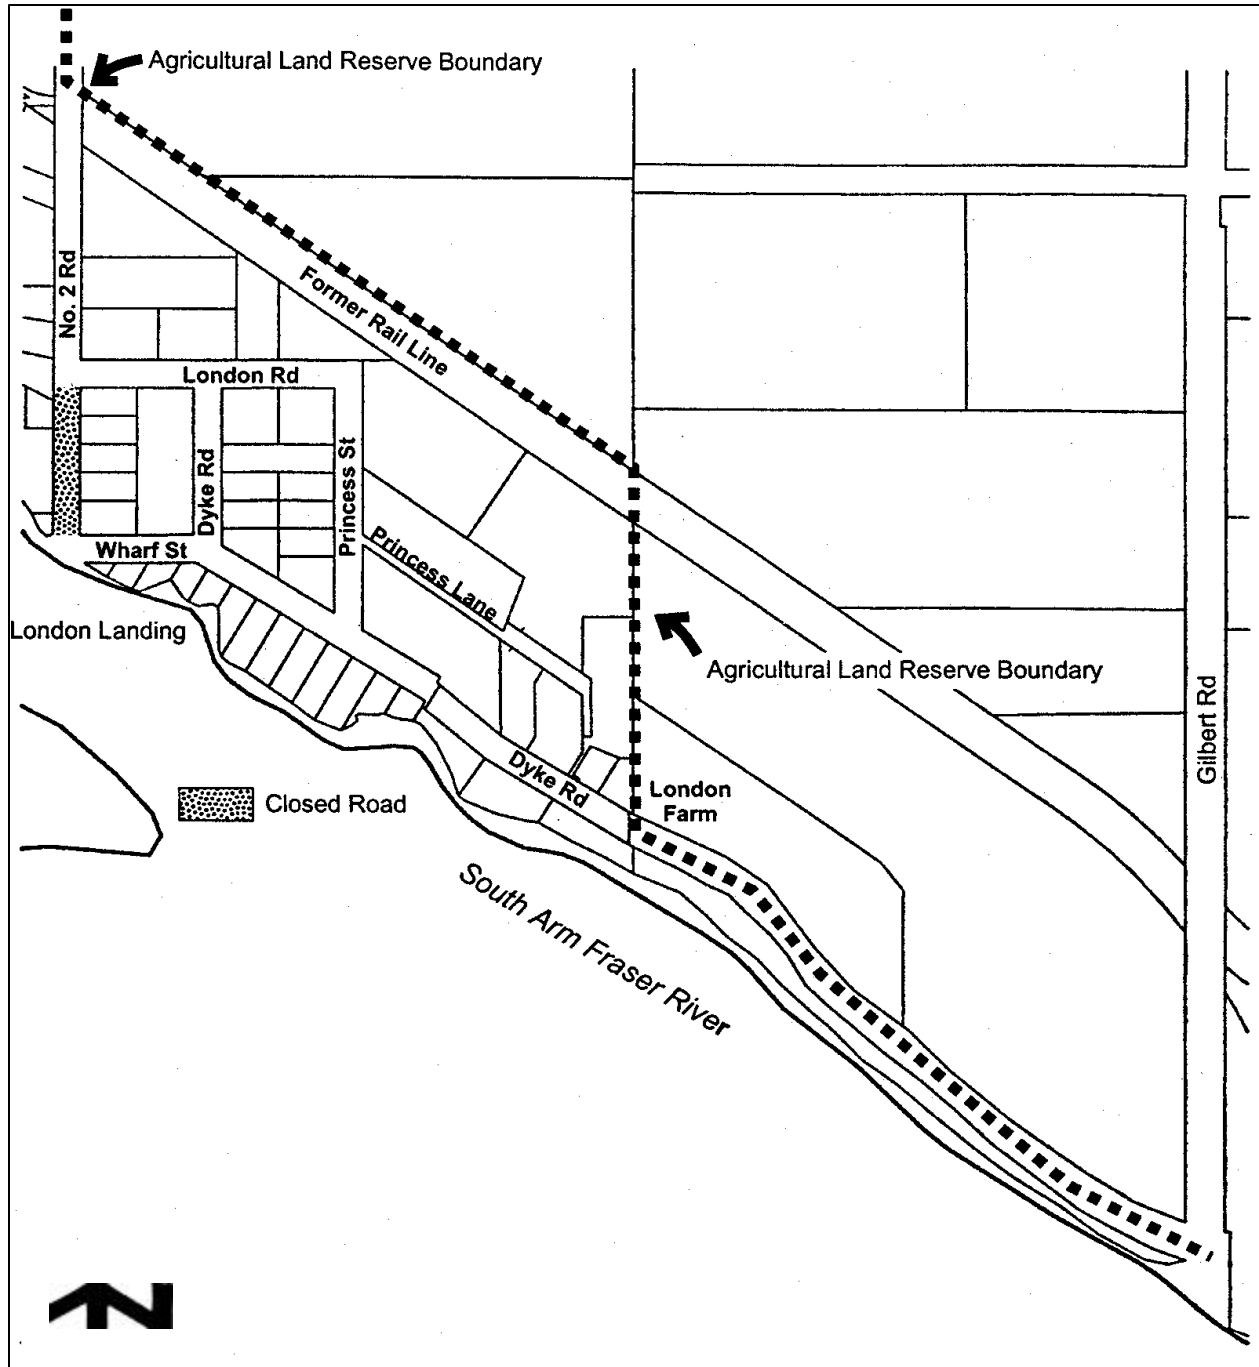 Agricultural Land Reserve Boundary
No. 2 Rd
Former Rail Line
London Rd
Dyke Rd
Princess St
Wharf St
Princess Lane
London Landing
Agricultural Land Reserve Boundary
Gilbert Rd
Dyke Rd
London
Farm
Closed Road
South Arm Fraser River
N